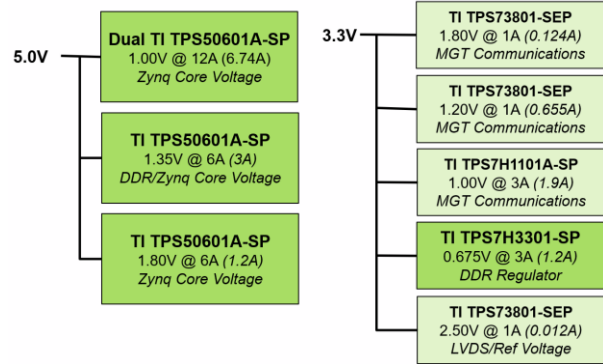 5.0V
Dual TI TPS50601A-SP
1.00V @ 12A (6.74A)
Zynq Core Voltage
TI TPS50601A-SP
1.35V @ 6A (3A)
DDR/Zynq Core Voltage
TI TPS50601A-SP
1.80V @ 6A (1.2A)
Zynq Core Voltage
3.3V
TI TPS73801-SEP
1.80V @ 1A (0.124A)
MGT Communications
TI TPS73801-SEP
1.20V @ 1A (0.655A)
MGT Communications
TI TPS7H1101A-SP
1.00V @ 3A (1.9A)
MGT Communications
TI TPS7H3301-SP
0.675V @ 3A (1.2A)
DDR Regulator
TI TPS73801-SEP
2.50V @ 1A (0.012A)
LVDS/Ref Voltage